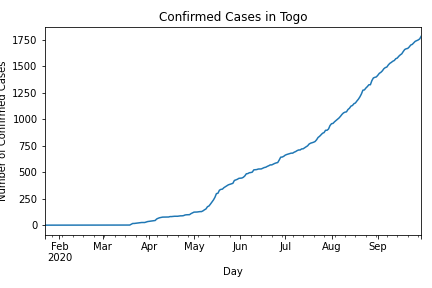 Confirmed Cases in Togo
Number of Confirmed Cases
1750
1500
1250
1000
750
500
250
0
Feb Mar Apr May Jun Jul Aug Sep
2020
Day